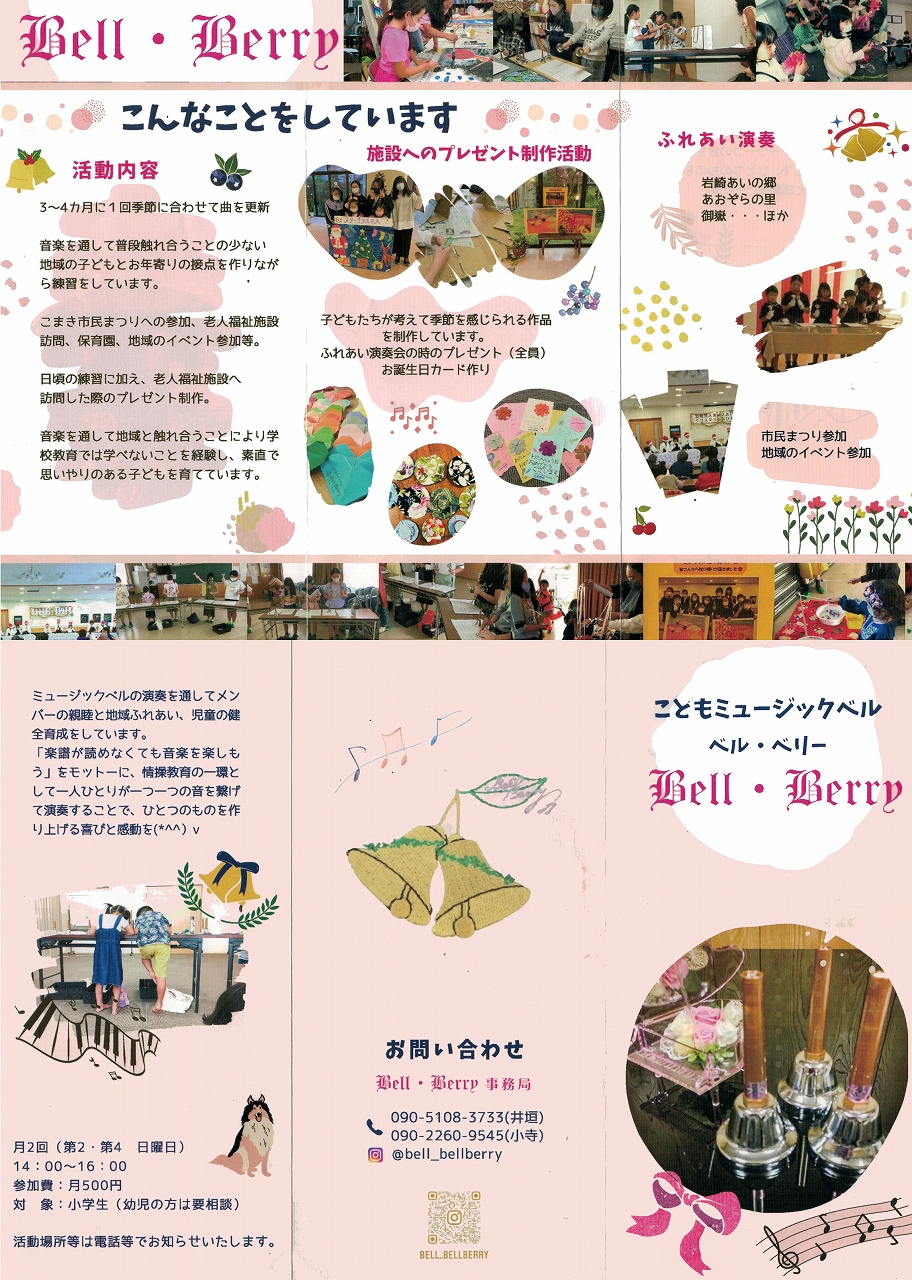 Bell・Berry
こんなことをしています
活動内容
3～4カ月に１回季節に合わせて曲を更新
音楽を通して普段触れ合うことの少ない
地域の子どもとお年寄りの接点を作りなが
ら練習をしています。
こまき市民まつりへの参加、老人福祉施設
訪問、保育園、地域のイベント参加等。
日頃の練習に加え、老人福祉施設へ
訪問した際のプレゼント制作。
音楽を通して地域と触れ合うことにより学
校教育では学べないことを経験し、素直で
思いやりのある子どもを育てています。
施設へのプレゼント制作活動
子どもたちが考えて季節を感じられる作品
を制作しています。
ふれあい演奏会の時のプレゼント（全員）
お誕生日カード作り
ふれあい演奏
岩崎あいの郷
あおぞらの里
御嶽・・・ほか
市民まつり参加
地域のイベント参加
ミュージックベルの演奏を通してメン
バーの親睦と地域ふれあい、児童の健
全育成をしています。
「楽譜が読めなくても音楽を楽しも
う」をモットーに、情操教育の一環と
して一人ひとりが一つ一つの音を繋げ
て演奏することで、ひとつのものを作
り上げる喜びと感動を(*^^）v
月2回（第2・第4　日曜日）
14：00～16：00
参加費：月500円
対　象：小学生（幼児の方は要相談）
活動場所等は電話等でお知らせいたします。
Bell Berry
お問い合わせ
Bell・Berry 事務局
090-5108-3733(井垣)
090-2260-9545(小寺)
@bell_bellberry
BELL_BELLBERRY
こどもミュージックベル
ベル・ベリー
Bell・Berry